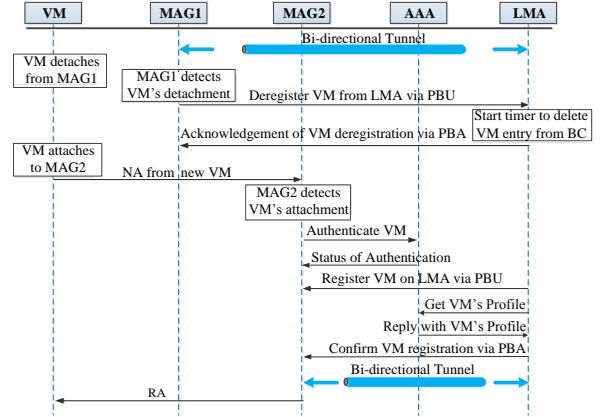 VM MAG1 MAG2 AAA LMA
Bi-directional Tunnel
VM detaches
from MAG1
MAG1 detects
VM's detachment
Deregister VM from LMA via PBU
Start timer to delete
VM entry from BC
Acknowledgement of VM deregistration via PBA
VM attaches
to MAG2
NA from new VM
MAG2 detects
VM's attachment
Authenticate VM
Status of Authentication
Register VM on LMA via PBU
Get VM's Profile
Reply with VM's Profile
Confirm VM registration via PBA
Bi-directional Tunnel
RA